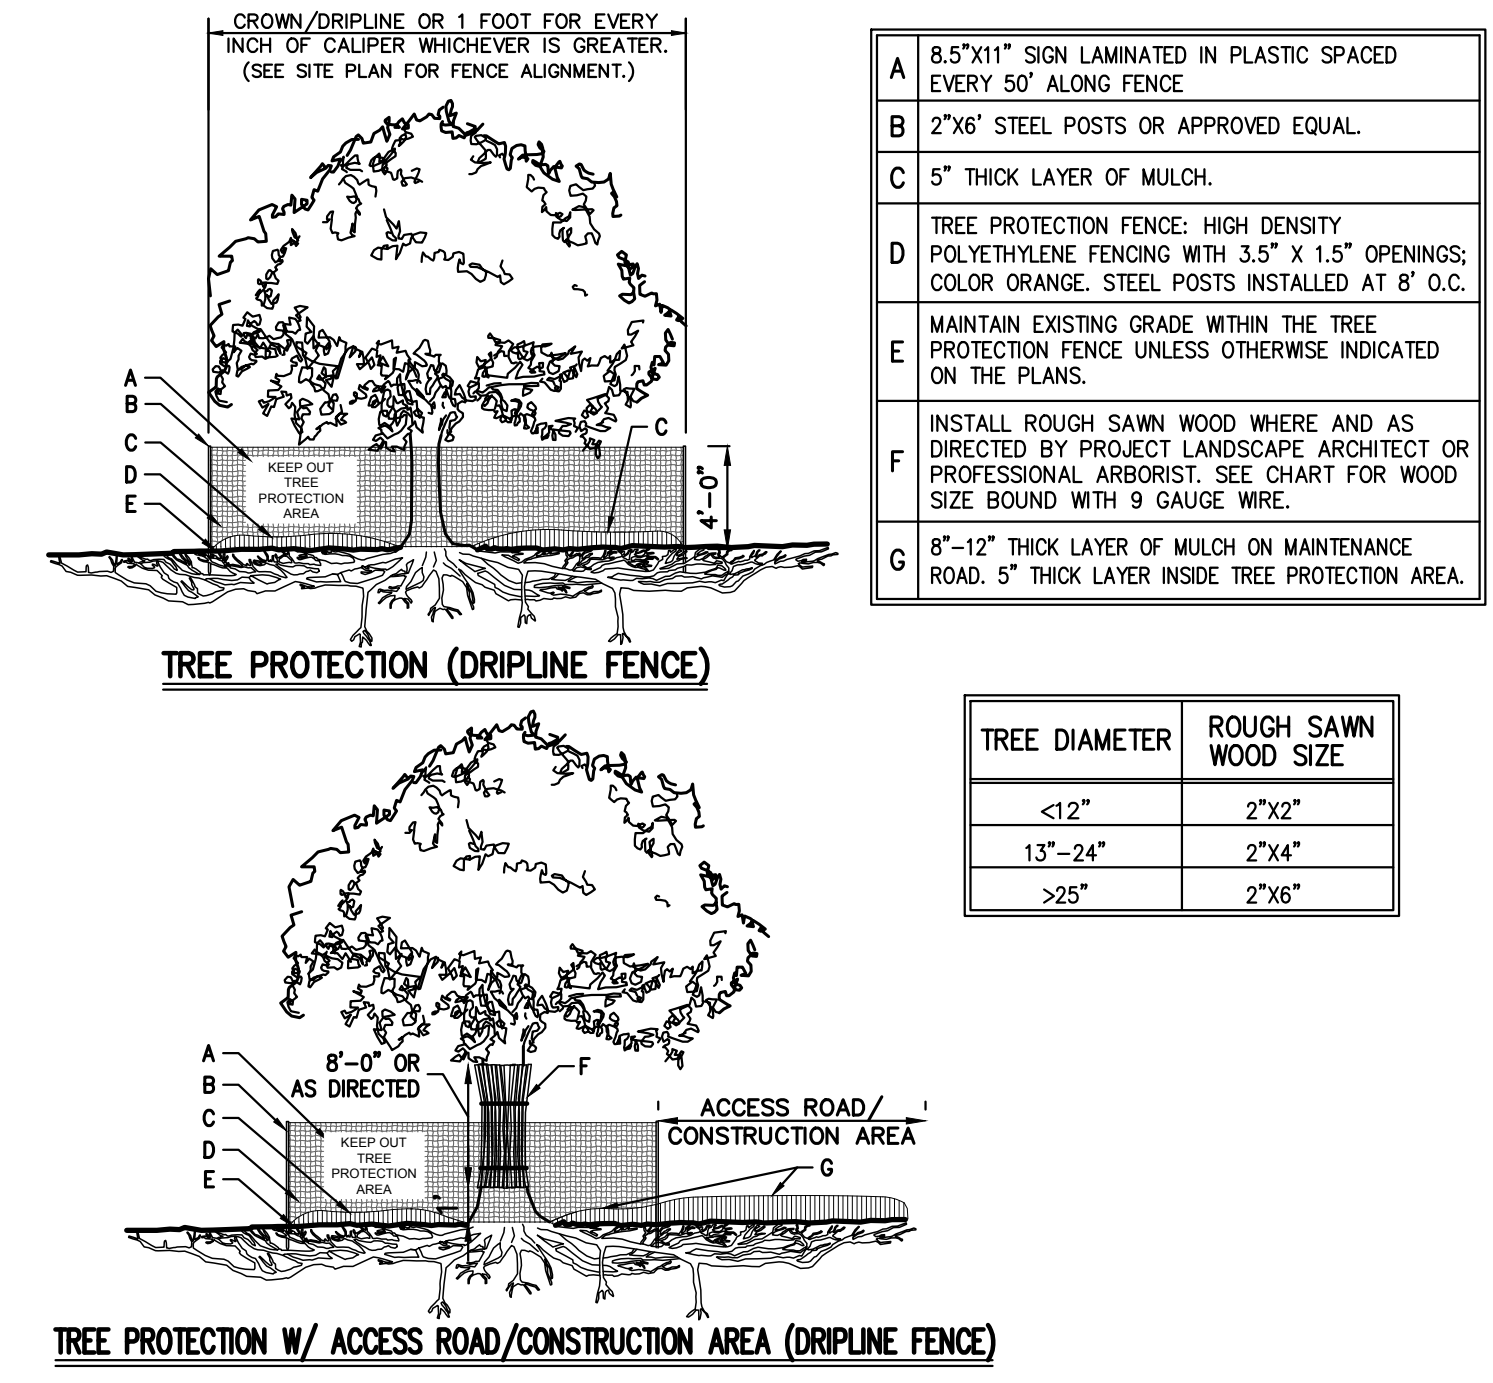 CROWN/DRIPLINE OR 1 FOOT FOR EVERY
INCH OF CALIPER WHICHEVER IS GREATER.
(SEE SITE PLAN FOR FENCE ALIGNMENT.)
A
B
C
D
E
KEEP OUT
TREE
PROTECTION
AREA
C
4'-0"
TREE PROTECTION (DRIPLINE FENCE)
A
8.5"X11" SIGN LAMINATED IN PLASTIC SPACED
EVERY 50' ALONG FENCE
B
2"X6' STEEL POSTS OR APPROVED EQUAL.
C
5" THICK LAYER OF MULCH.
D
TREE PROTECTION FENCE: HIGH DENSITY
POLYETHYLENE FENCING WITH 3.5" X 1.5" OPENINGS;
COLOR ORANGE. STEEL POSTS INSTALLED AT 8' O.C.
E
MAINTAIN EXISTING GRADE WITHIN THE TREE
PROTECTION FENCE UNLESS OTHERWISE INDICATED
ON THE PLANS.
F
INSTALL ROUGH SAWN WOOD WHERE AND AS
DIRECTED BY PROJECT LANDSCAPE ARCHITECT OR
PROFESSIONAL ARBORIST. SEE CHART FOR WOOD
SIZE BOUND WITH 9 GAUGE WIRE.
G
8"-12" THICK LAYER OF MULCH ON MAINTENANCE
ROAD. 5" THICK LAYER INSIDE TREE PROTECTION AREA.
TREE DIAMETER
ROUGH SAWN
WOOD SIZE
<12"
2"X2"
13"-24"
2"X4"
>25"
2"X6"
A
B
C
D
E
8'-0" OR
AS DIRECTED
F
KEEP OUT
TREE
PROTECTION
AREA
1'
ACCESS ROAD/
CONSTRUCTION AREA
G
TREE PROTECTION W/ ACCESS ROAD/CONSTRUCTION AREA (DRIPLINE FENCE)